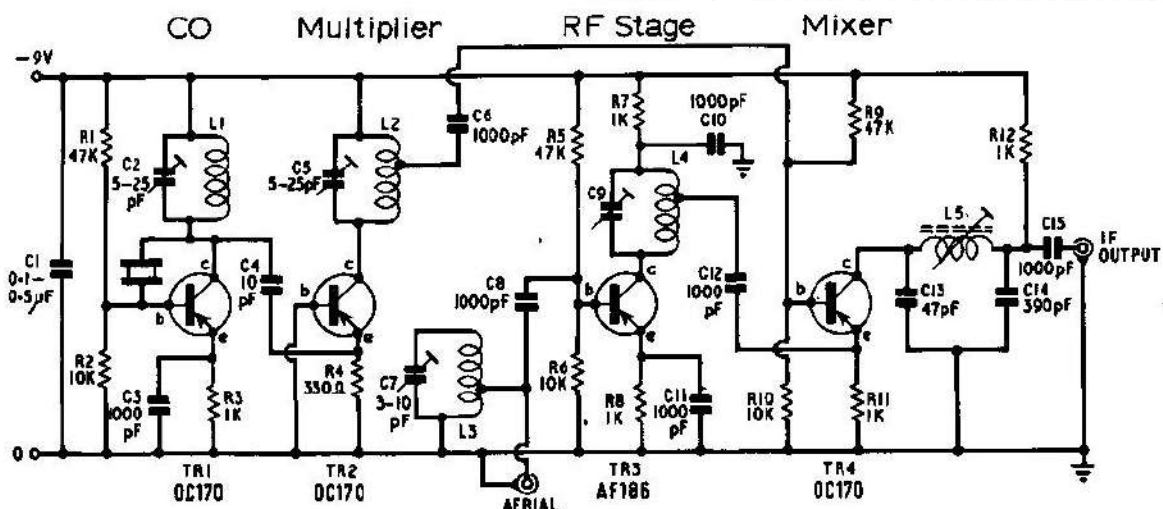 CO
Multiplier
RF Stage
Mixer
-9V
R1
47K
C2
5-25
pF
L1
C5
5-25pF
L2
C6
1000pF
R5
47K
R7
1K
1000pF
C10
C9
L4
R9
47K
R12
1K
C1
0·1-
0·5µF
c
b
e
C4
10
pF
c
b
e
C8
1000pF
c
b
e
C12
1000
pF
c
b
e
L5
C13
47pF
C14
390pF
C15
1000pF
IF
OUTPUT
R2
10K
C3
1000
pF
R3
1K
R4
330Ω
C7
3-10
pF
L3
R6
10K
R8
1K
C11
1000
pF
R10
10K
R11
1K
0
TR1
OC170
TR2
OC170
AERIAL
TR3
AF186
TR4
OC170